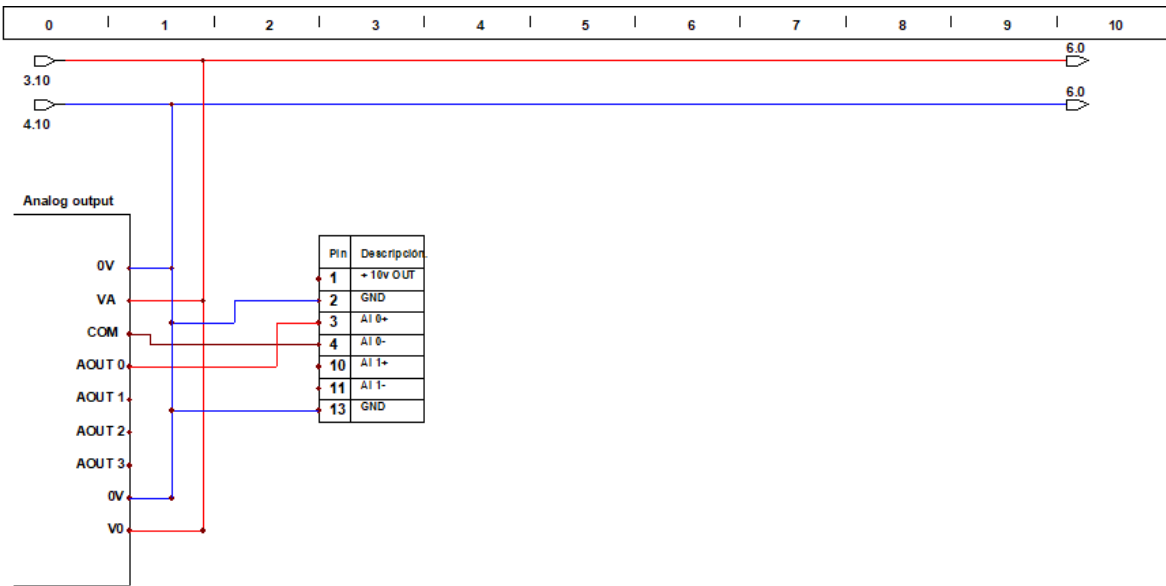 0 1 2 3 4 5 6 7 8 9 10
3.10
6.0
4.10
6.0
Analog output
0V
VA
COM
AOUT 0
AOUT 1
AOUT 2
AOUT 3
0V
V0
Pin Descripción.
1 + 10v OUT
2 GND
3 AI 0+
4 AI 0-
10 AI 1+
11 AI 1-
13 GND